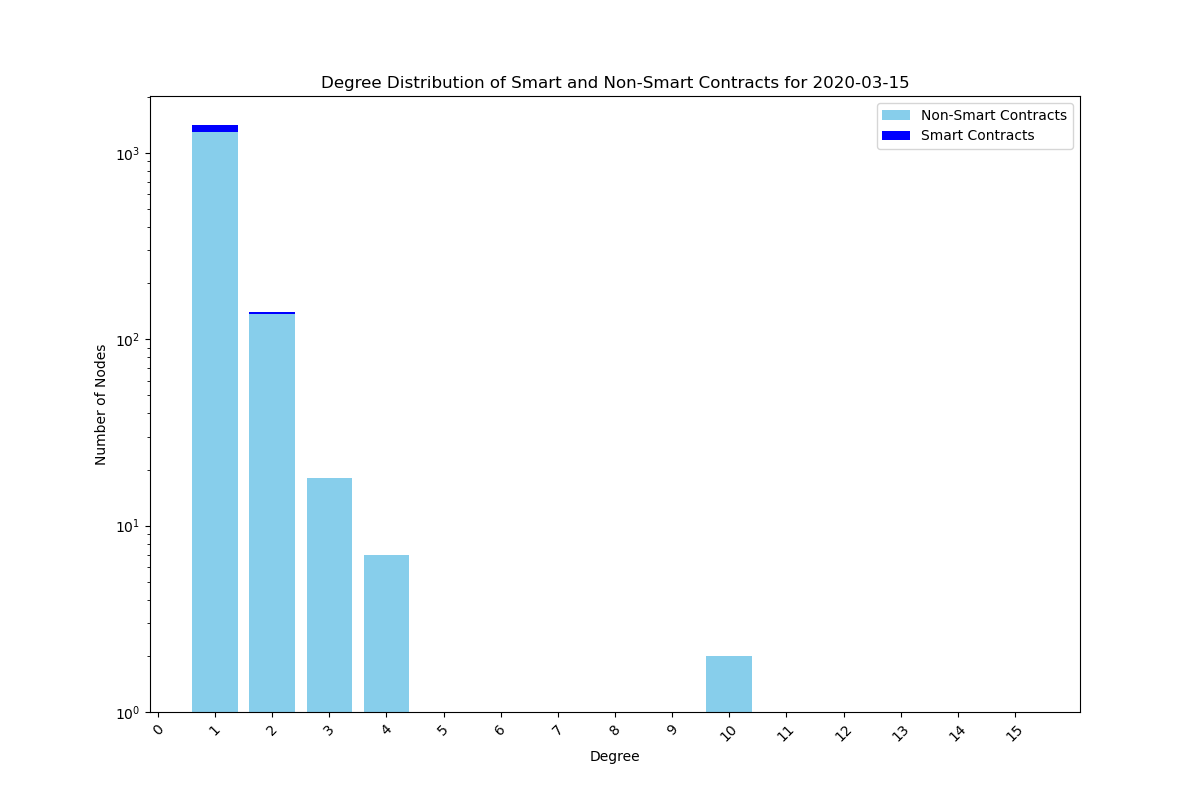 Degree Distribution of Smart and Non-Smart Contracts for 2020-03-15
Non-Smart Contracts
Smart Contracts
Number of Nodes
10³
10²
10¹
10⁰
0 1 2 3 4 5 6 7 8 9 10 11 12 13 14 15
Degree